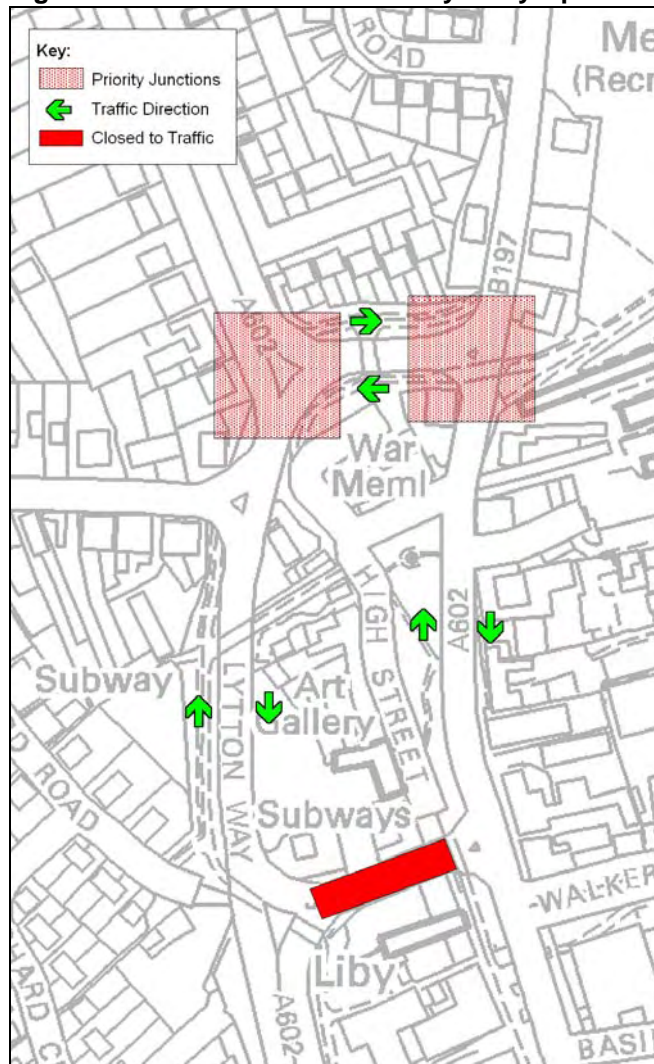 Key:
Priority Junctions
Traffic Direction
Closed to Traffic
ROAD
Me
(Recr
A602
B197
War
Meml
HIGH STREET
A602
Subway
LYTTON WAY
Art
Gallery
D ROAD
Subways
WALKER
Liby
A602
HARD C
BASI